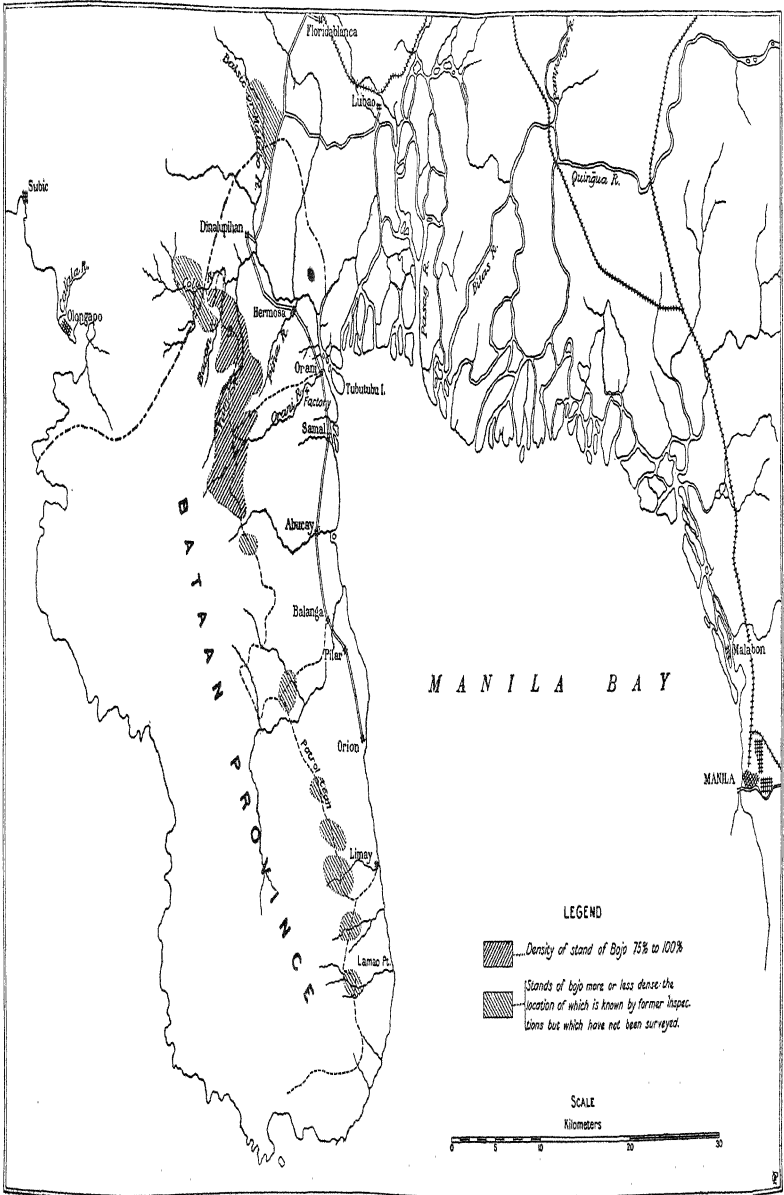 Floridablanca
Lubao
Quingua R.
Subic
Dinalupihan
Olongapo
Hermosa
Pasag R.
Orani
Tubutubu I.
Orani R.
Factory
Samal
Abucay
Balanga
Pilar
Malabon
BATAAN PROVINCE
MANILA BAY
Orion
Patrol
MANILA
Limay
Lamao Pt.
LEGEND
Density of stand of Bojo 75% to 100%
Stands of bojo more or less dense-the
location of which is known by former inspec-
tions but which have not been surveyed.
SCALE
Kilometers
0 5 10 20 30